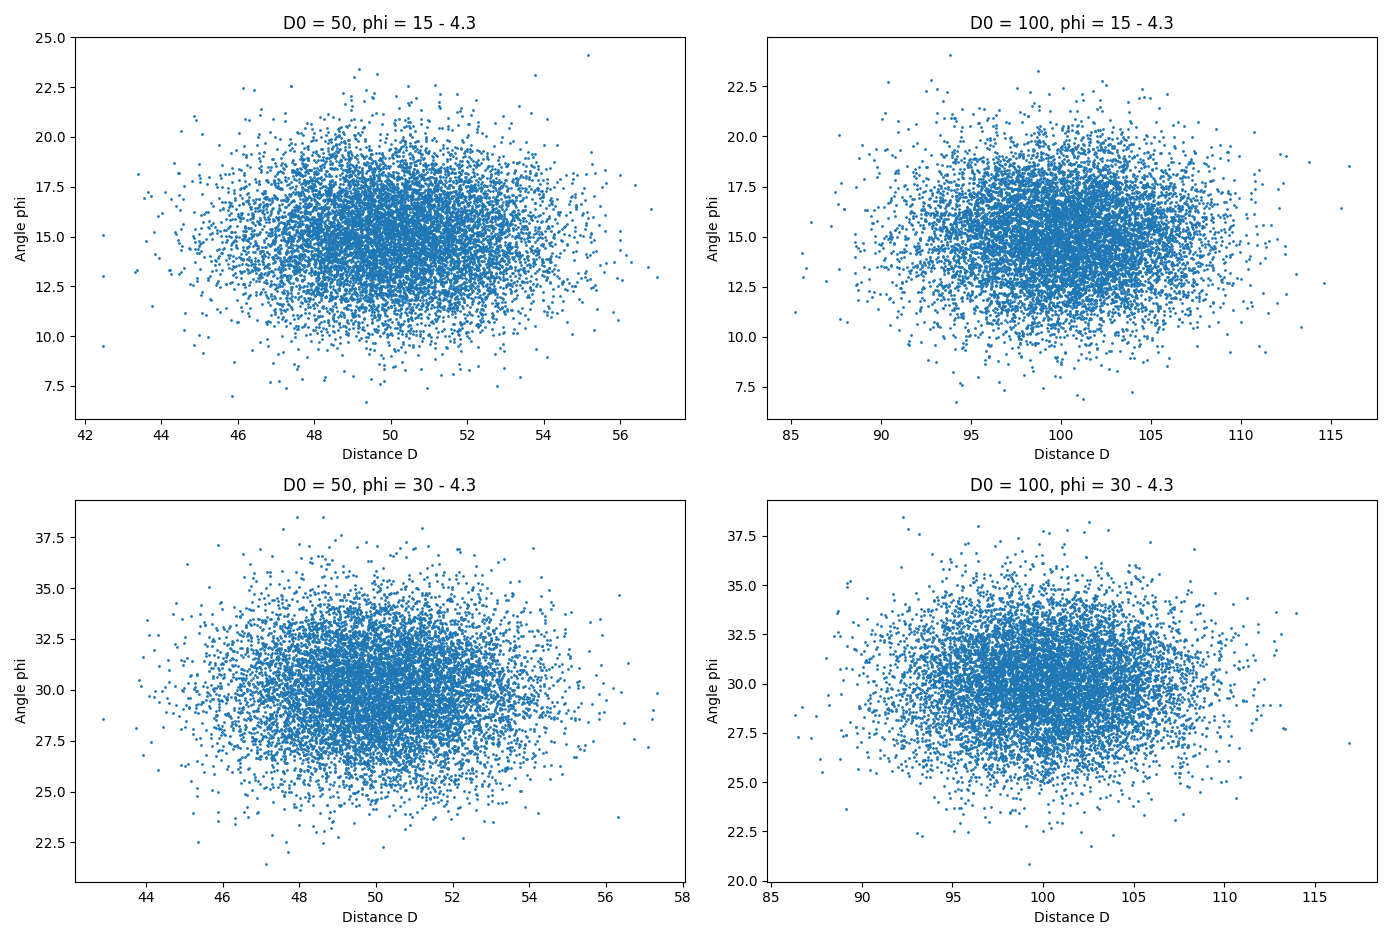 D0 = 50, phi = 15 - 4.3
25.0
22.5
20.0
17.5
15.0
12.5
10.0
7.5
Angle phi
42 44 46 48 50 52 54 56
Distance D
D0 = 100, phi = 15 - 4.3
22.5
20.0
17.5
15.0
12.5
10.0
7.5
Angle phi
85 90 95 100 105 110 115
Distance D
D0 = 50, phi = 30 - 4.3
37.5
35.0
32.5
30.0
27.5
25.0
22.5
Angle phi
44 46 48 50 52 54 56 58
Distance D
D0 = 100, phi = 30 - 4.3
37.5
35.0
32.5
30.0
27.5
25.0
22.5
20.0
Angle phi
85 90 95 100 105 110 115
Distance D